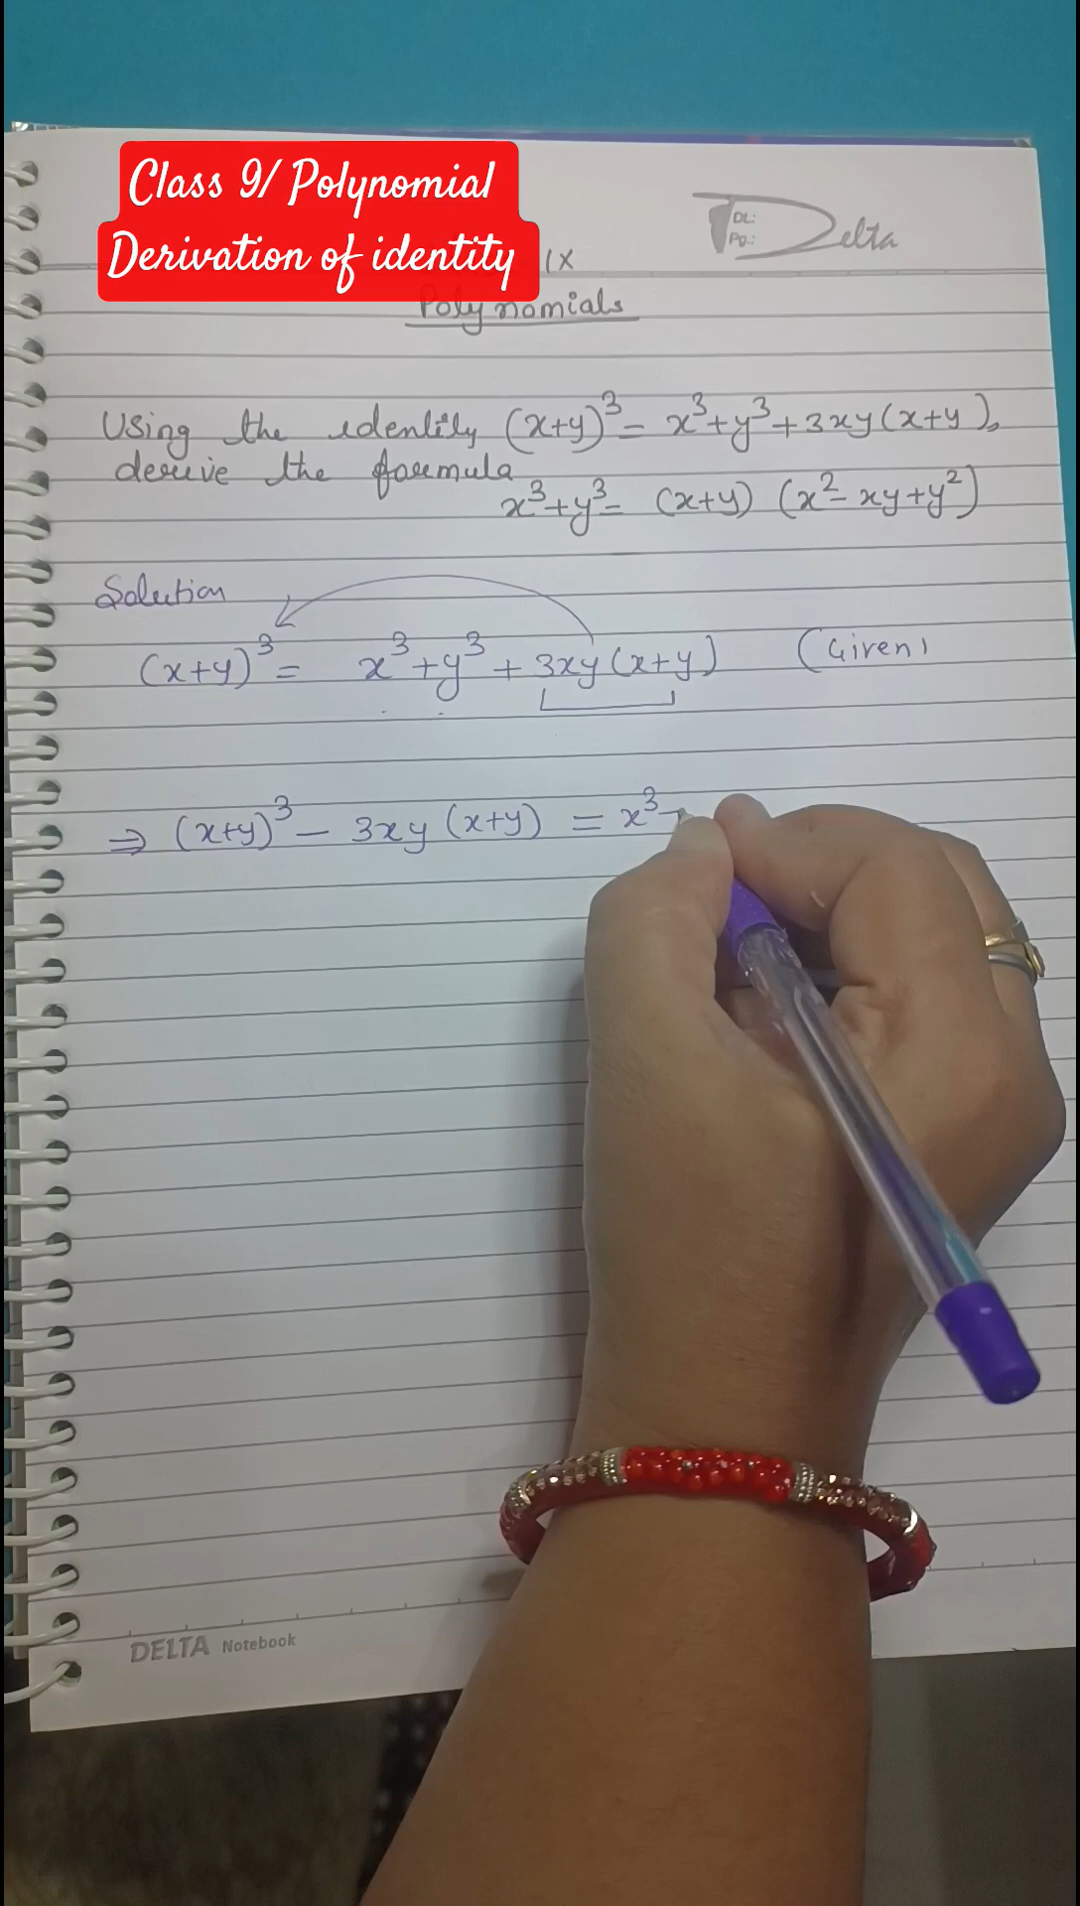 Class 9/ Polynomial
Derivation of identity
DL:
PG.:
Delta
IX
Polynomials
Using the identity (x+y)³ = x³+y³+3xy(x+y),
derive the formula
x³+y³= (x+y) (x²-xy+y²)
Solution
(x+y)³ = x³+y³ + 3xy(x+y) (Given)
⇒ (x+y)³ - 3xy (x+y) = x³
DELTA Notebook